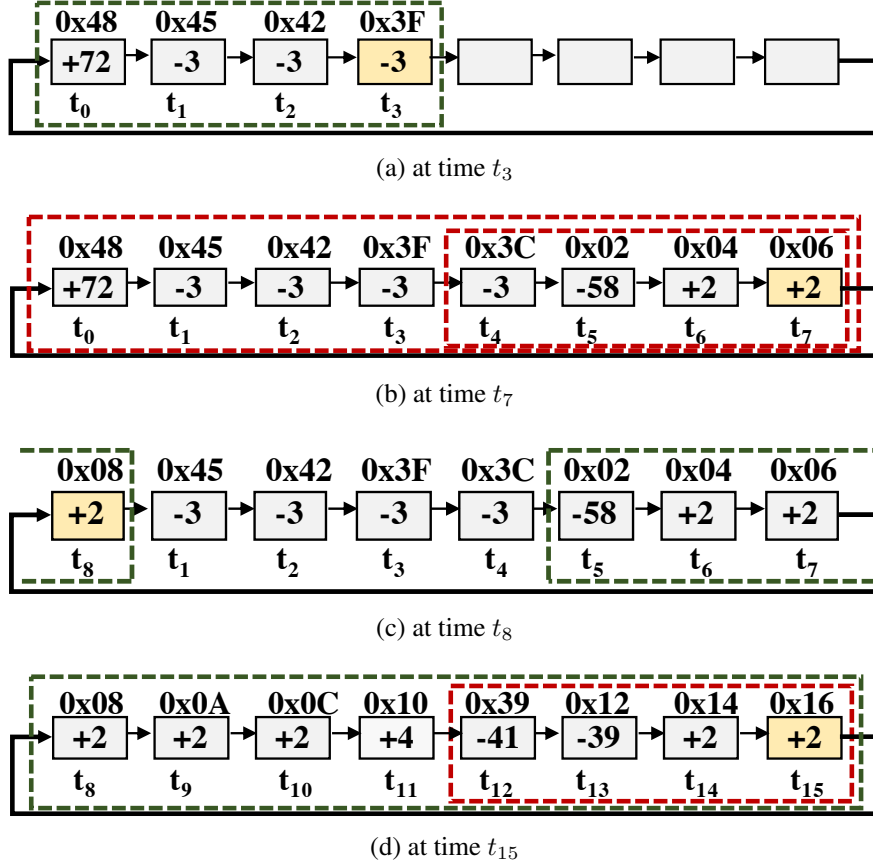 0x48 0x45 0x42 0x3F
+72 -3 -3 -3
t0 t1 t2 t3
(a) at time t3
0x48 0x45 0x42 0x3F 0x3C 0x02 0x04 0x06
+72 -3 -3 -3 -3 -58 +2 +2
t0 t1 t2 t3 t4 t5 t6 t7
(b) at time t7
0x08 0x45 0x42 0x3F 0x3C 0x02 0x04 0x06
+2 -3 -3 -3 -3 -58 +2 +2
t8 t1 t2 t3 t4 t5 t6 t7
(c) at time t8
0x08 0x0A 0x0C 0x10 0x39 0x12 0x14 0x16
+2 +2 +2 +4 -41 -39 +2 +2
t8 t9 t10 t11 t12 t13 t14 t15
(d) at time t15